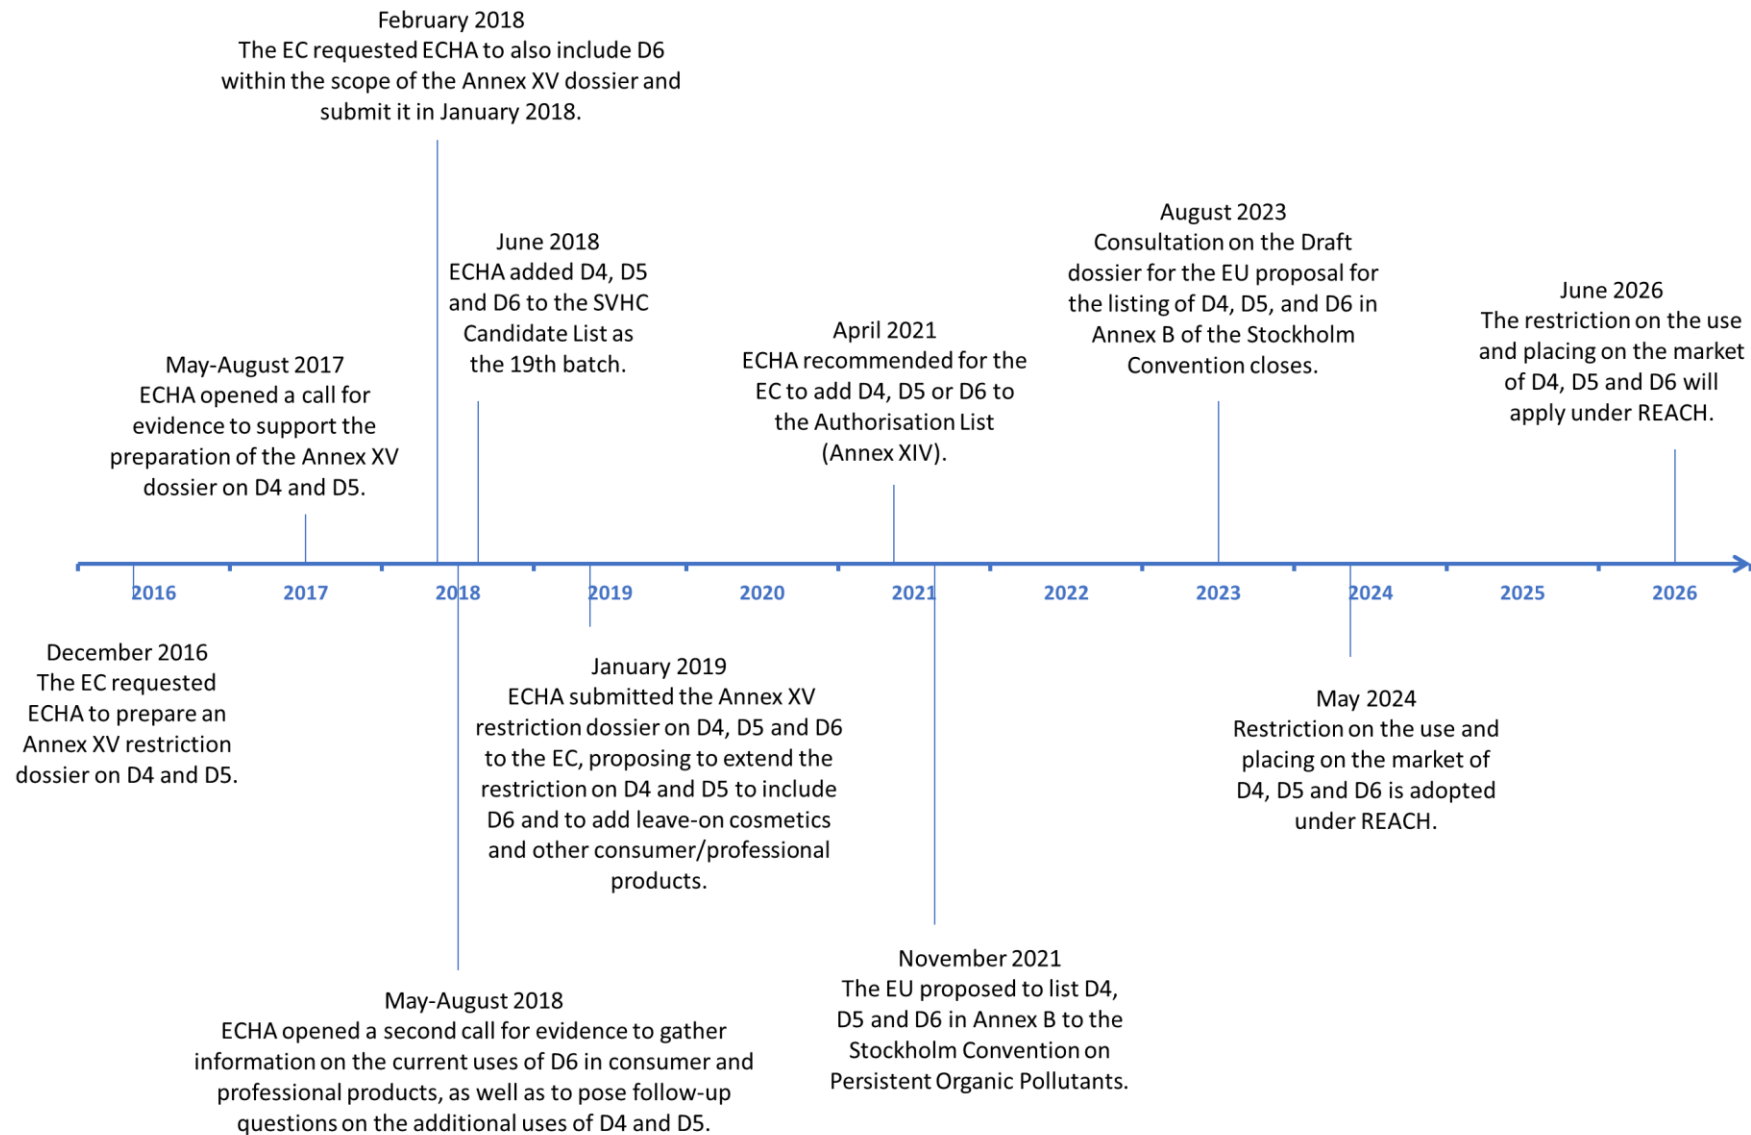 February 2018
The EC requested ECHA to also include D6
within the scope of the Annex XV dossier and
submit it in January 2018.
June 2018
ECHA added D4, D5
and D6 to the SVHC
Candidate List as
the 19th batch.
May-August 2017
ECHA opened a call for
evidence to support the
preparation of the Annex XV
dossier on D4 and D5.
April 2021
ECHA recommended for the
EC to add D4, D5 or D6 to
the Authorisation List
(Annex XIV).
August 2023
Consultation on the Draft
dossier for the EU proposal for
the listing of D4, D5, and D6 in
Annex B of the Stockholm
Convention closes.
June 2026
The restriction on the use
and placing on the market
of D4, D5 and D6 will
apply under REACH.
2016 2017 2018 2019 2020 2021 2022 2023 2024 2025 2026
December 2016
The EC requested
ECHA to prepare an
Annex XV restriction
dossier on D4 and D5.
January 2019
ECHA submitted the Annex XV
restriction dossier on D4, D5 and D6
to the EC, proposing to extend the
restriction on D4 and D5 to include
D6 and to add leave-on cosmetics
and other consumer/professional
products.
May 2024
Restriction on the use and
placing on the market of
D4, D5 and D6 is adopted
under REACH.
May-August 2018
ECHA opened a second call for evidence to gather
information on the current uses of D6 in consumer and
professional products, as well as to pose follow-up
questions on the additional uses of D4 and D5.
November 2021
The EU proposed to list D4,
D5 and D6 in Annex B to the
Stockholm Convention on
Persistent Organic Pollutants.